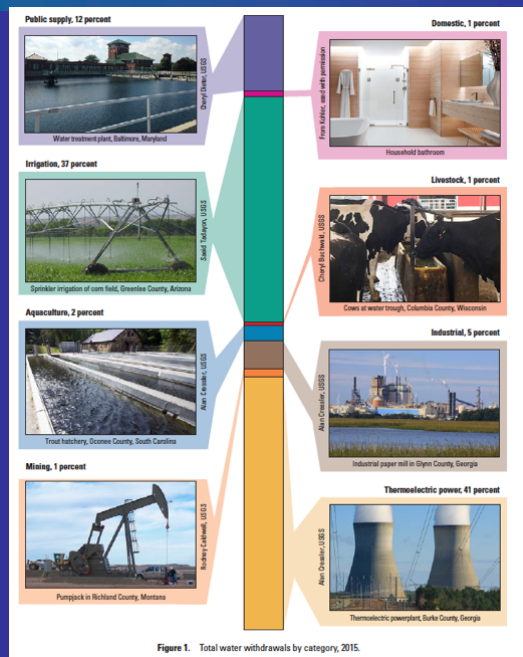 Public supply, 12 percent
Cheryl Dieter, USGS
Water treatment plant, Baltimore, Maryland
Domestic, 1 percent
From Kohler, used with permission
Household bathroom
Irrigation, 37 percent
Saeid Tadayon, USGS
Sprinkler irrigation of corn field, Greenlee County, Arizona
Livestock, 1 percent
Cheryl Buchwald, USGS
Cows at water trough, Columbia County, Wisconsin
Aquaculture, 2 percent
Alan Cressler, USGS
Trout hatchery, Oconee County, South Carolina
Industrial, 5 percent
Alan Cressler, USGS
Industrial paper mill in Glynn County, Georgia
Mining, 1 percent
Rodney Caldwell, USGS
Pumpjack in Richland County, Montana
Thermoelectric power, 41 percent
Alan Cressler, USGS
Thermoelectric powerplant, Burke County, Georgia
Figure 1. Total water withdrawals by category, 2015.